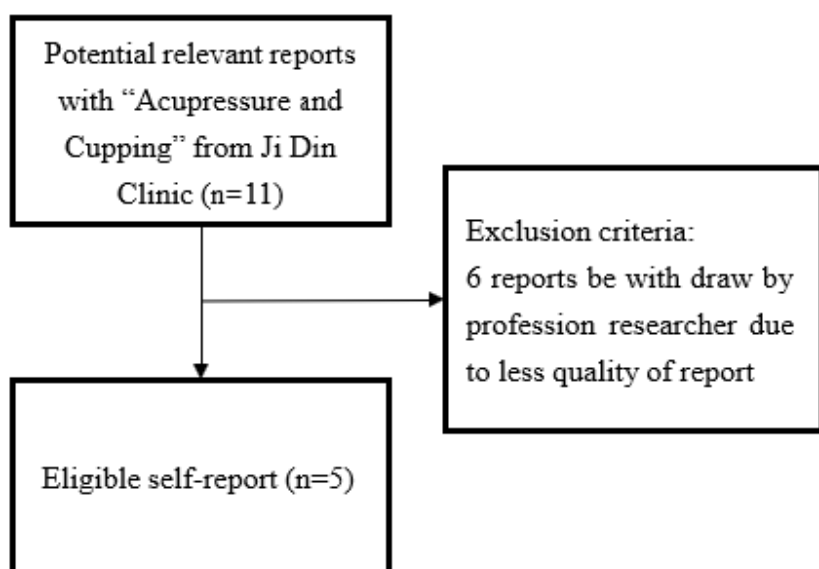 Potential relevant reports
with “Acupressure and
Cupping” from Ji Din
Clinic (n=11)
Exclusion criteria:
6 reports be with draw by
profession researcher due
to less quality of report
Eligible self-report (n=5)